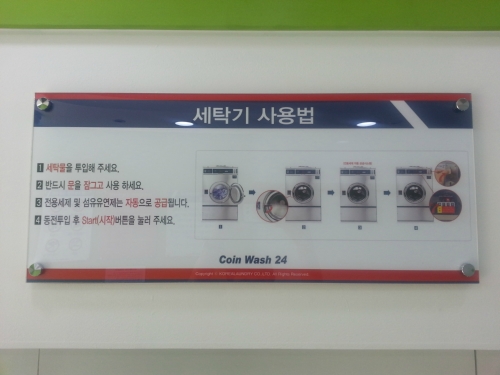 세탁기 사용법
1 세탁물을 투입해 주세요.
2 반드시 문을 잠그고 사용 하세요.
3 전용세제 및 섬유유연제는 자동으로 공급됩니다.
4 동전투입 후 Start(시작)버튼을 눌러 주세요.
Coin Wash 24